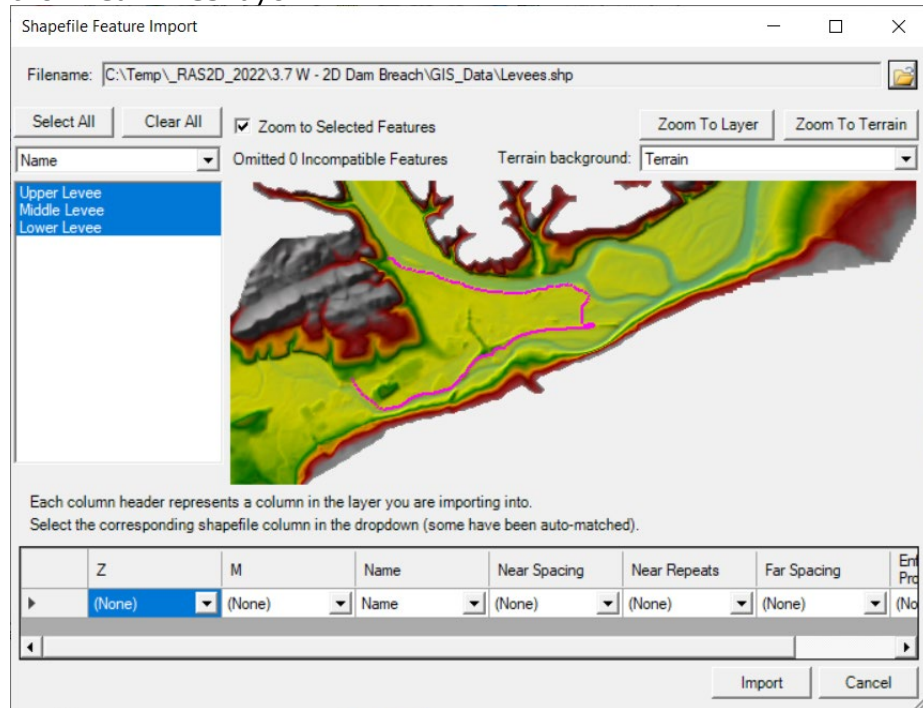 Shapefile Feature Import
Filename: C:\Temp\_RAS2D_2022\3.7 W - 2D Dam Breach\GIS_Data\Levees.shp
Select All Clear All Zoom to Selected Features Zoom To Layer Zoom To Terrain
Name Omitted 0 Incompatible Features Terrain background: Terrain
Upper Levee
Middle Levee
Lower Levee
Each column header represents a column in the layer you are importing into.
Select the corresponding shapefile column in the dropdown (some have been auto-matched).
Z M Name Near Spacing Near Repeats Far Spacing
(None) (None) Name (None) (None) (None) (No
Import Cancel